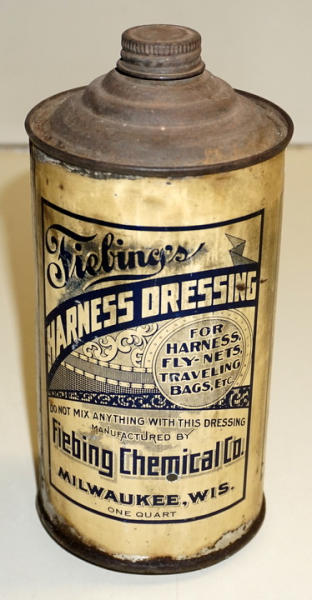 Fiebing's
HARNESS DRESSING
FOR
HARNESS,
FLY-NETS,
TRAVELING
BAGS, Etc.
DO NOT MIX ANYTHING WITH THIS DRESSING
MANUFACTURED BY
Fiebing Chemical Co.
MILWAUKEE, WIS.
ONE QUART